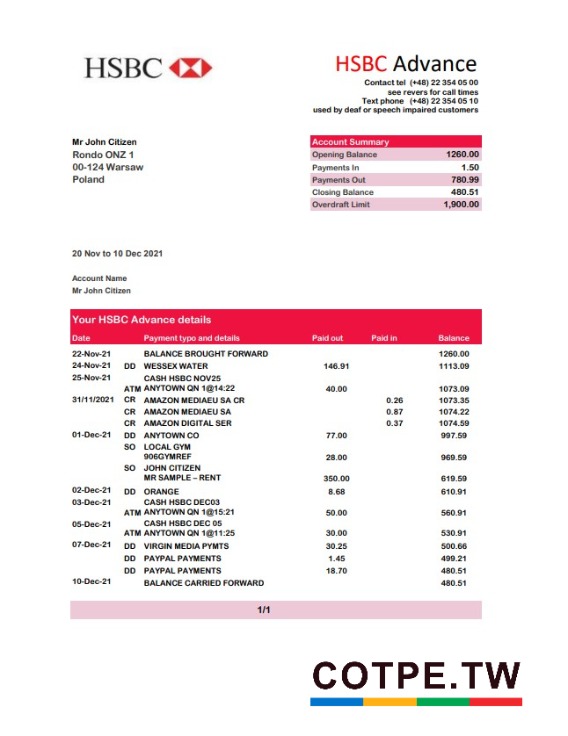 HSBC
HSBC Advance
Contact tel (+48) 22 354 05 00
see revers for call times
Text phone (+48) 22 354 05 10
used by deaf or speech impaired customers
Mr John Citizen
Rondo ONZ 1
00-124 Warsaw
Poland
Account Summary
Opening Balance 1260.00
Payments In 1.50
Payments Out 780.99
Closing Balance 480.51
Overdraft Limit 1,900.00
20 Nov to 10 Dec 2021
Account Name
Mr John Citizen
Your HSBC Advance details
Date Payment typo and details Paid out Paid in Balance
22-Nov-21 BALANCE BROUGHT FORWARD 1260.00
24-Nov-21 DD WESSEX WATER 146.91 1113.09
25-Nov-21 CASH HSBC NOV25
ATM ANYTOWN QN 1@14:22 40.00 1073.09
31/11/2021 CR AMAZON MEDIAEU SA CR 0.26 1073.35
CR AMAZON MEDIAEU SA 0.87 1074.22
CR AMAZON DIGITAL SER 0.37 1074.59
01-Dec-21 DD ANYTOWN CO 77.00 997.59
SO LOCAL GYM
906GYMREF 28.00 969.59
SO JOHN CITIZEN
MR SAMPLE – RENT 350.00 619.59
02-Dec-21 DD ORANGE 8.68 610.91
03-Dec-21 CASH HSBC DEC03
ATM ANYTOWN QN 1@15:21 50.00 560.91
05-Dec-21 CASH HSBC DEC 05
ATM ANYTOWN QN 1@11:25 30.00 530.91
07-Dec-21 DD VIRGIN MEDIA PYMTS 30.25 500.66
DD PAYPAL PAYMENTS 1.45 499.21
DD PAYPAL PAYMENTS 18.70 480.51
10-Dec-21 BALANCE CARRIED FORWARD 480.51
1/1
COTPE.TW